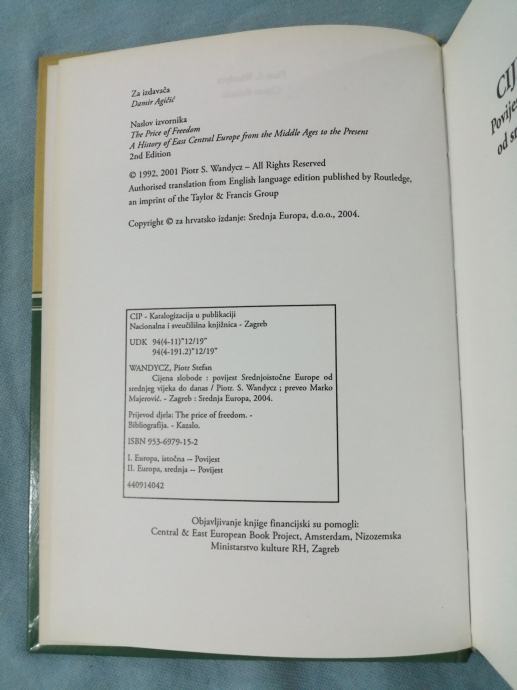 Za izdavača
Damir Agičić
Naslov izvornika
The Price of Freedom
A History of East Central Europe from the Middle Ages to the Present
2nd Edition
© 1992, 2001 Piotr S. Wandycz – All Rights Reserved
Authorised translation from English language edition published by Routledge,
an imprint of the Taylor & Francis Group
Copyright © za hrvatsko izdanje: Srednja Europa, d.o.o., 2004.
CIP - Katalogizacija u publikaciji
Nacionalna i sveučilišna knjižnica - Zagreb
UDK 94(4-11)"12/19"
94(4-191.2)"12/19"
WANDYCZ, Piotr Stefan
Cijena slobode : povijest Srednjoistočne Europe od
srednjeg vijeka do danas / Piotr. S. Wandycz ; preveo Marko
Majerović. - Zagreb : Srednja Europa, 2004.
Prijevod djela: The price of freedom. -
Bibliografija. - Kazalo.
ISBN 953-6979-15-2
I. Europa, istočna -- Povijest
II. Europa, srednja -- Povijest
440914042
Objavljivanje knjige financijski su pomogli:
Central & East European Book Project, Amsterdam, Nizozemska
Ministarstvo kulture RH, Zagreb
CIJ
Povijes
od s